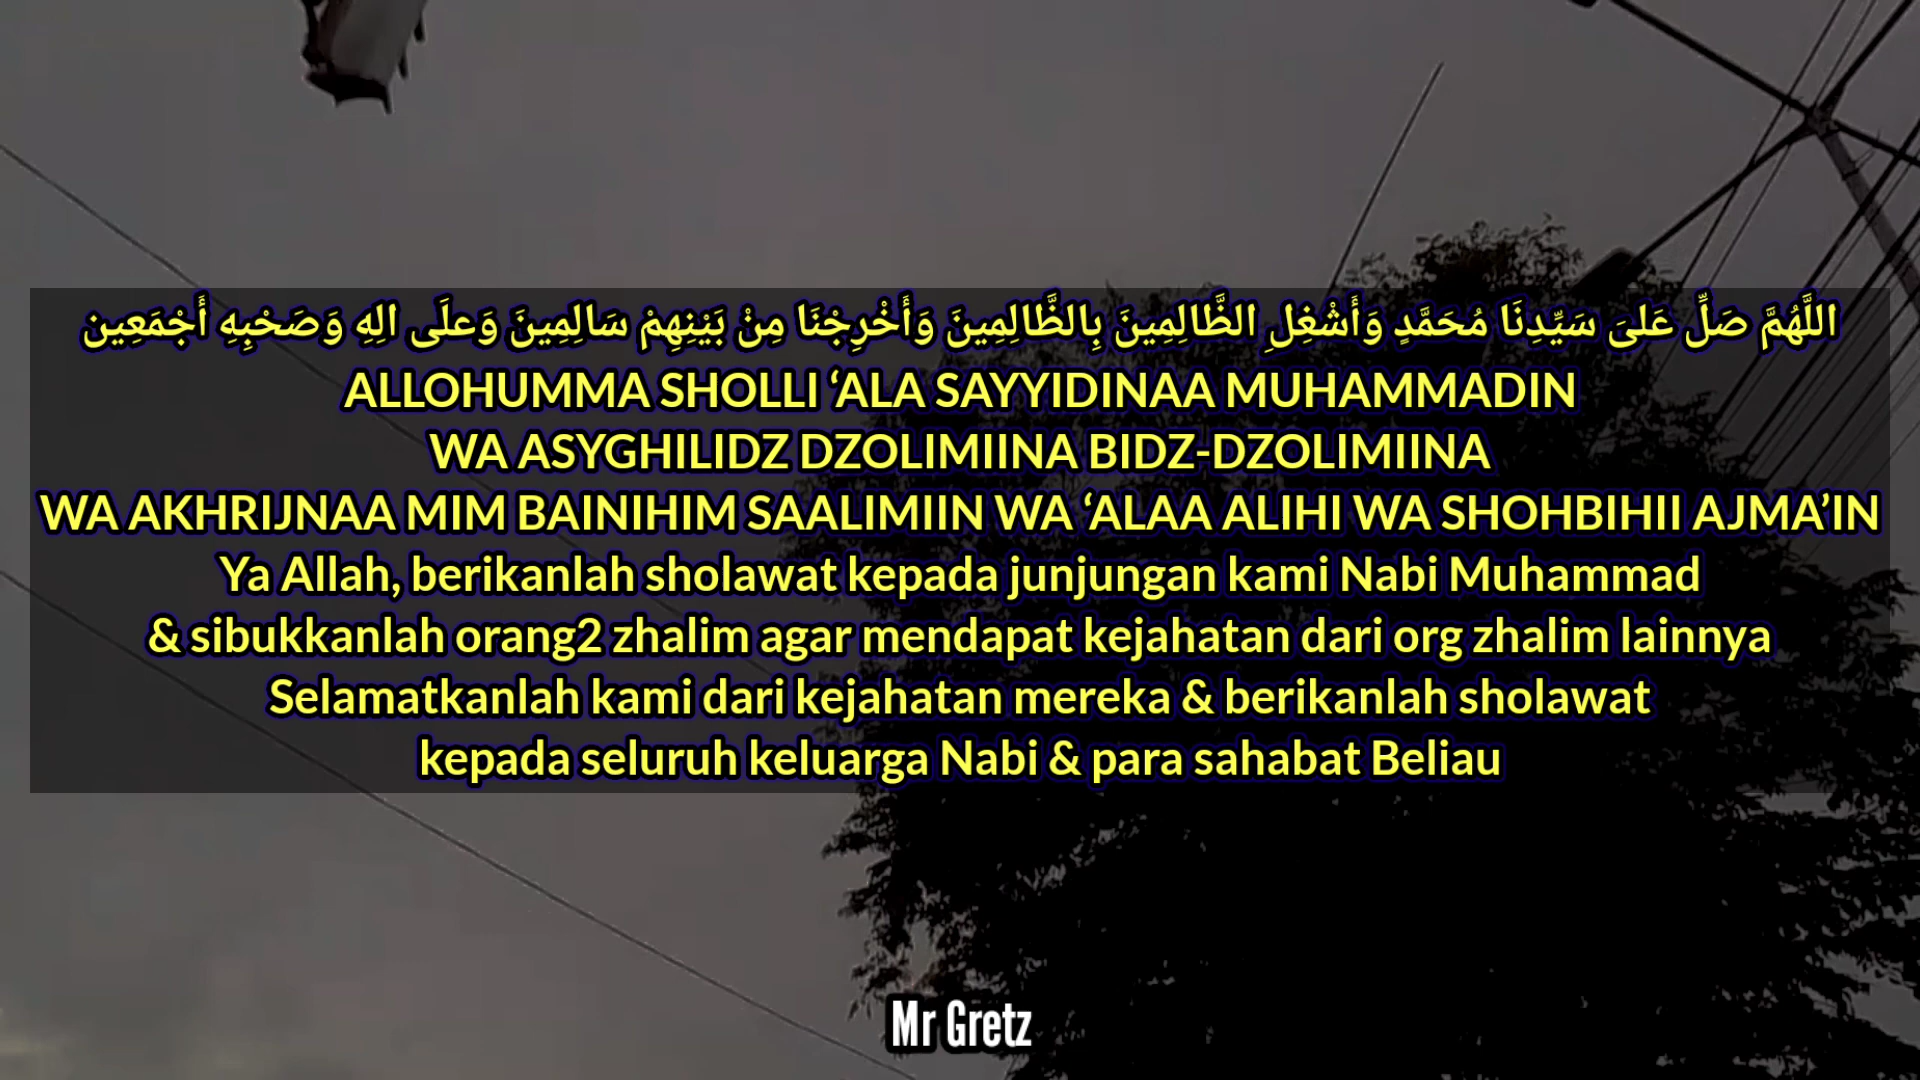 اللَّهُمَّ صَلِّ عَلىَ سَيِّدِنَا مُحَمَّدٍ وَأَشْغِلِ الظَّالِمِينَ بِالظَّالِمِينَ وَأَخْرِجْنَا مِنْ بَيْنِهِمْ سَالِمِينَ وَعلَى الِهِ وَصَحْبِهِ أَجْمَعِين
ALLOHUMMA SHOLLI ‘ALA SAYYIDINAA MUHAMMADIN
WA ASYGHILIDZ DZOLIMIINA BIDZ-DZOLIMIINA
WA AKHRIJNAA MIM BAINIHIM SAALIMIIN WA ‘ALAA ALIHI WA SHOHBIHII AJMA’IN
Ya Allah, berikanlah sholawat kepada junjungan kami Nabi Muhammad
& sibukkanlah orang2 zhalim agar mendapat kejahatan dari org zhalim lainnya
Selamatkanlah kami dari kejahatan mereka & berikanlah sholawat
kepada seluruh keluarga Nabi & para sahabat Beliau
Mr Gretz